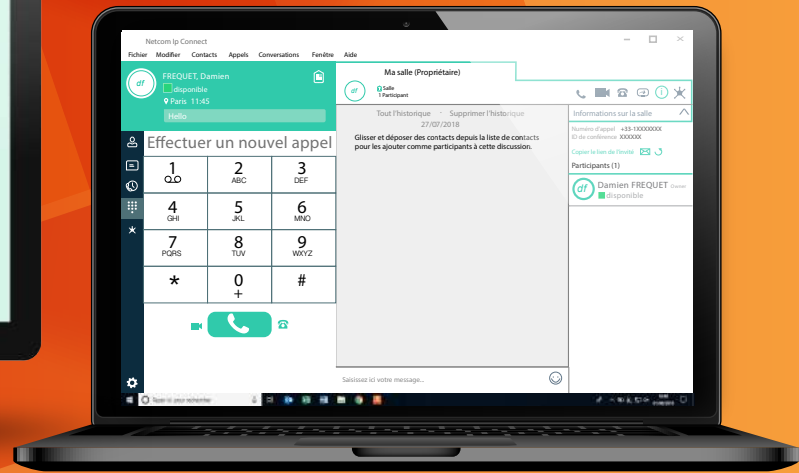 Netcom Ip Connect
Fichier Modifier Contacts Appels Conversations Fenêtre Aide
df
FREQUET, Damien
disponible
Paris 11:45
Hello
Effectuer un nouvel appel
1
2
ABC
3
DEF
4
GHI
5
JKL
6
MNO
7
PQRS
8
TUV
9
WXYZ
*
0
+
#
Ma salle (Propriétaire)
df
Salle
1 Participant
Tout l'historique - Supprimer l'historique
27/07/2018
Glisser et déposer des contacts depuis la liste de contacts
pour les ajouter comme participants à cette discussion.
Saisissez ici votre message...
Informations sur la salle
Numéro d'appel +33-1XXXXXXX
ID de conférence XXXXXX
Copier le lien de l'invité
Participants (1)
df
Damien FREQUET
disponible